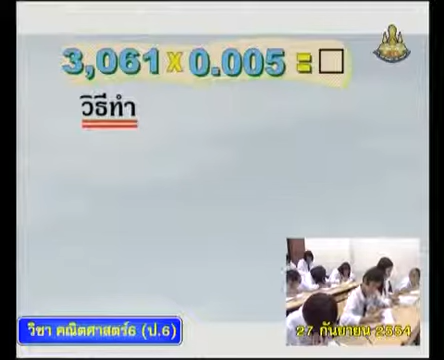 3,061 x 0.005 = □
วิธีทำ
วิชา คณิตศาสตร์6 (ป.6)
27 กันยายน 2554